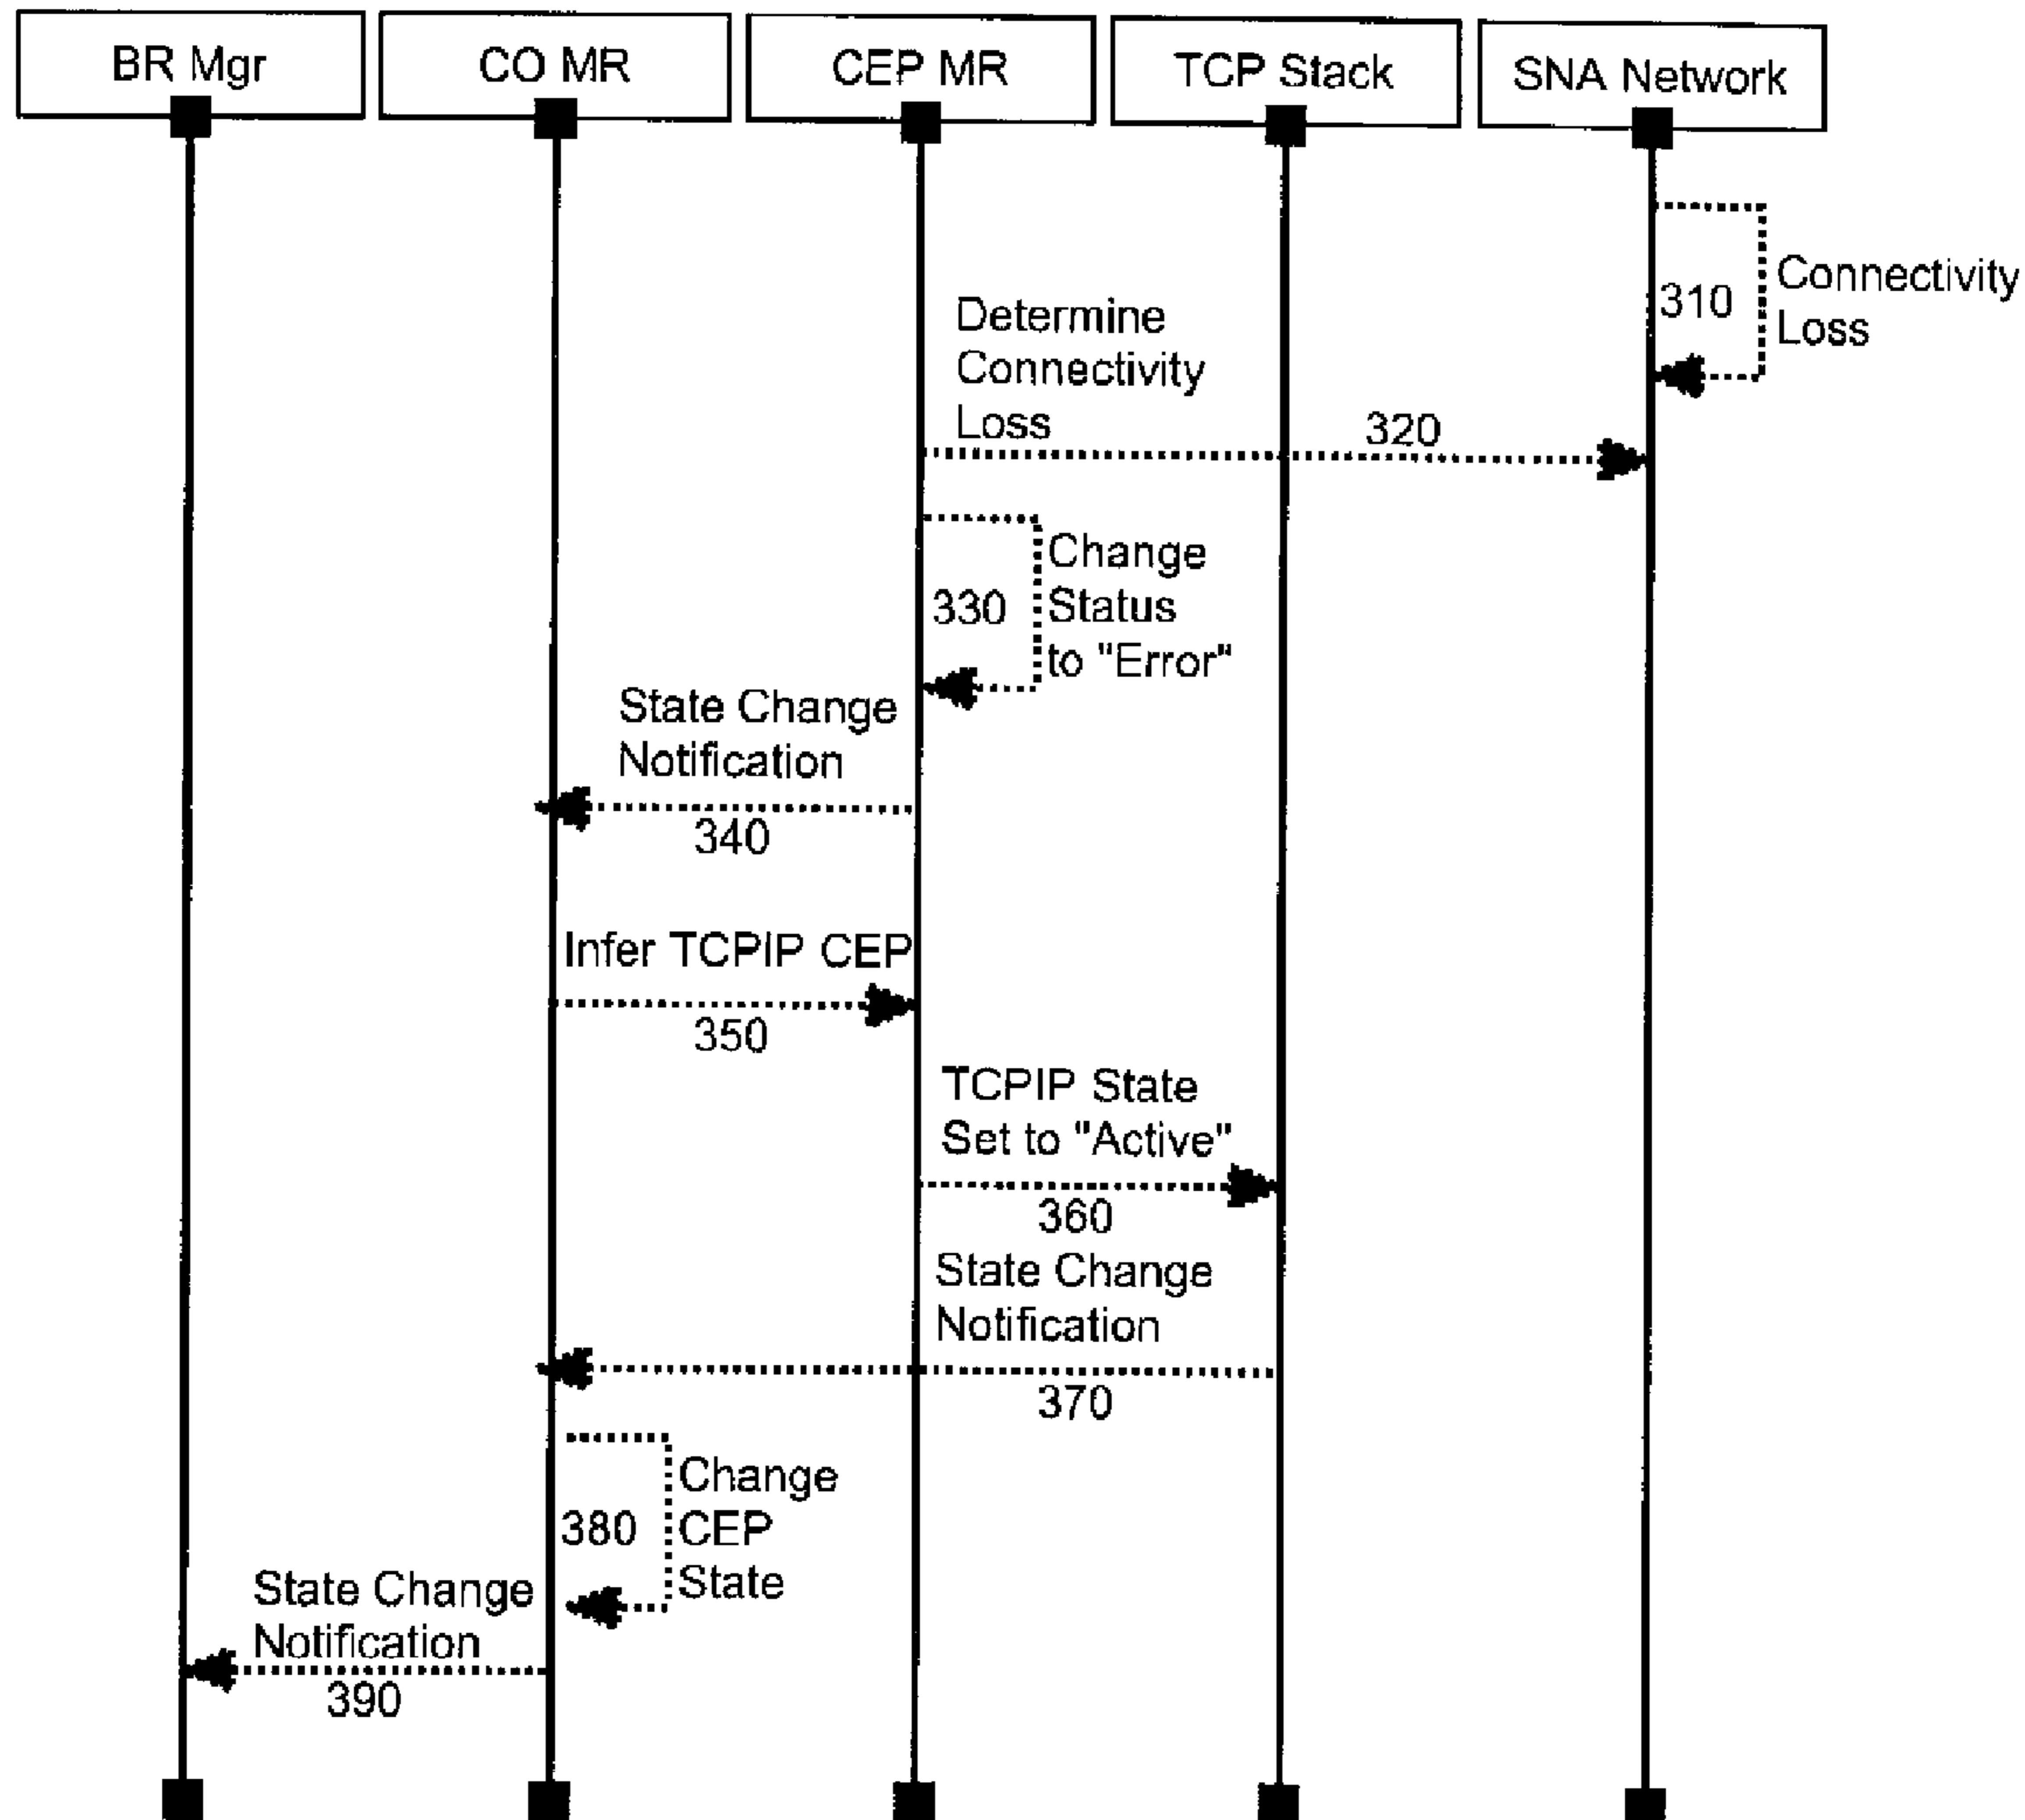 BR Mgr
CO MR
CEP MR
TCP Stack
SNA Network
310
Connectivity
Loss
Determine
Connectivity
Loss
320
330
Change
Status
to "Error"
State Change
Notification
340
Infer TCPIP CEP
350
TCPIP State
Set to "Active"
360
State Change
Notification
370
380
Change
CEP
State
State Change
Notification
390